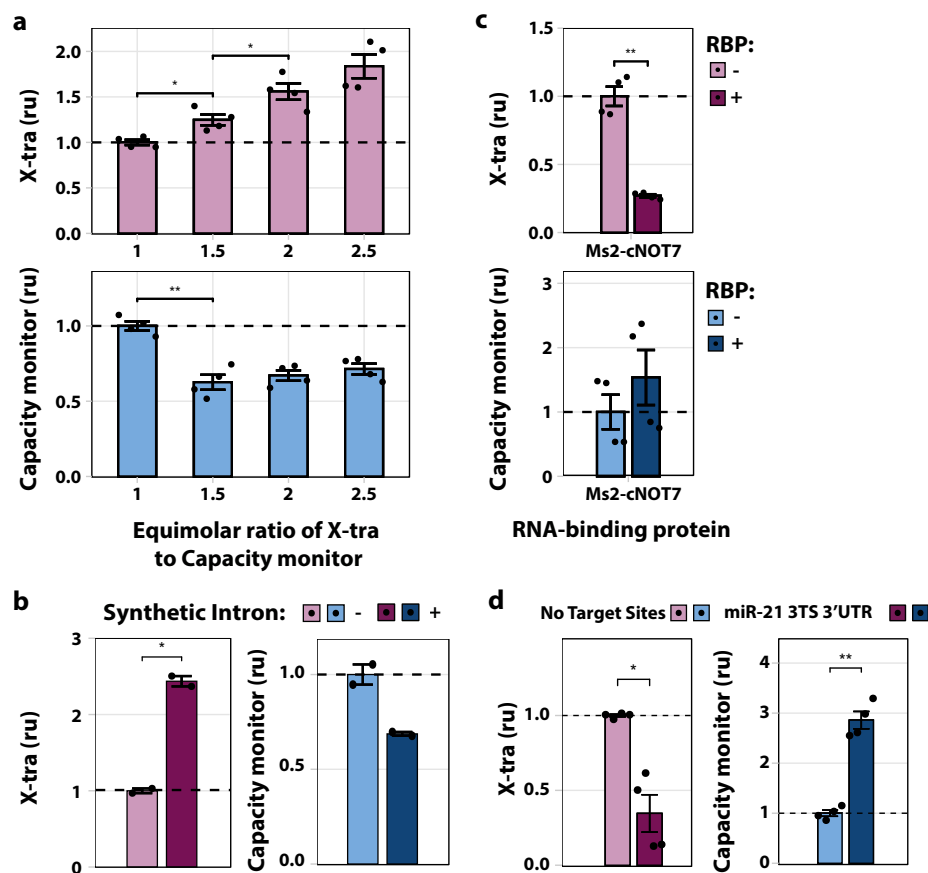 a
X-tra (ru)
2.0
1.5
1.0
0.5
0.0
*
*
1
1.5
2
2.5
Capacity monitor (ru)
1.0
0.5
0.0
**
1
1.5
2
2.5
Equimolar ratio of X-tra
to Capacity monitor
c
X-tra (ru)
1.5
1.0
0.5
0.0
**
Ms2-cNOT7
RBP:
-
+
Capacity monitor (ru)
3
2
1
0
Ms2-cNOT7
RBP:
-
+
RNA-binding protein
b
Synthetic Intron: - +
X-tra (ru)
3
2
1
0
*
Capacity monitor (ru)
1.0
0.5
0.0
d
No Target Sites miR-21 3TS 3'UTR
X-tra (ru)
1.0
0.5
0.0
*
Capacity monitor (ru)
4
3
2
1
0
**